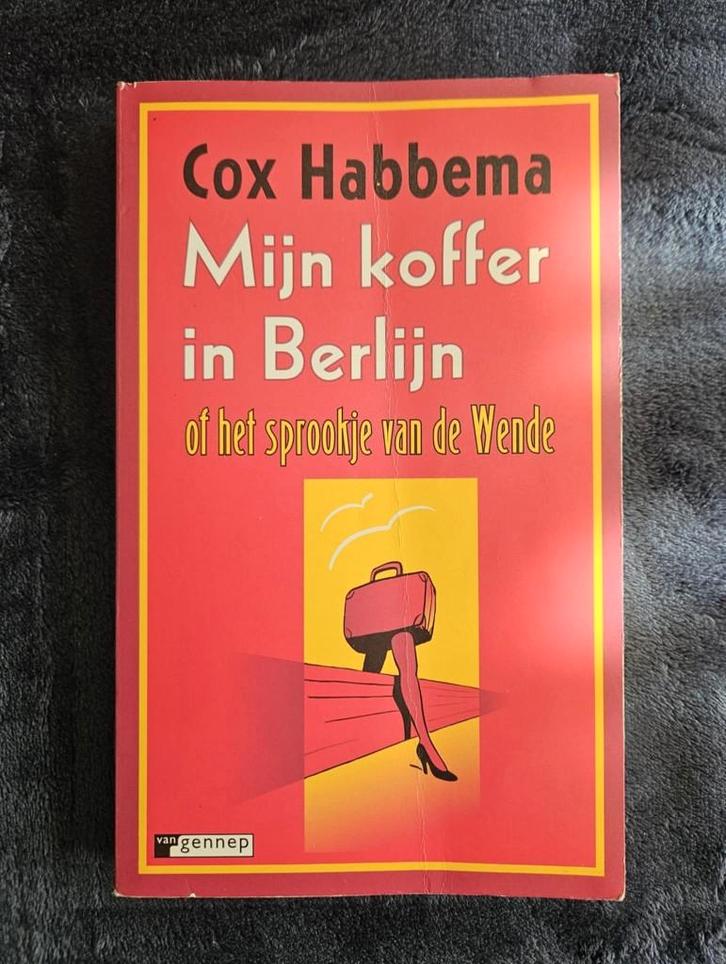 Cox Habbema
Mijn koffer
in Berlijn
of het sprookje van de Wende
van gennep